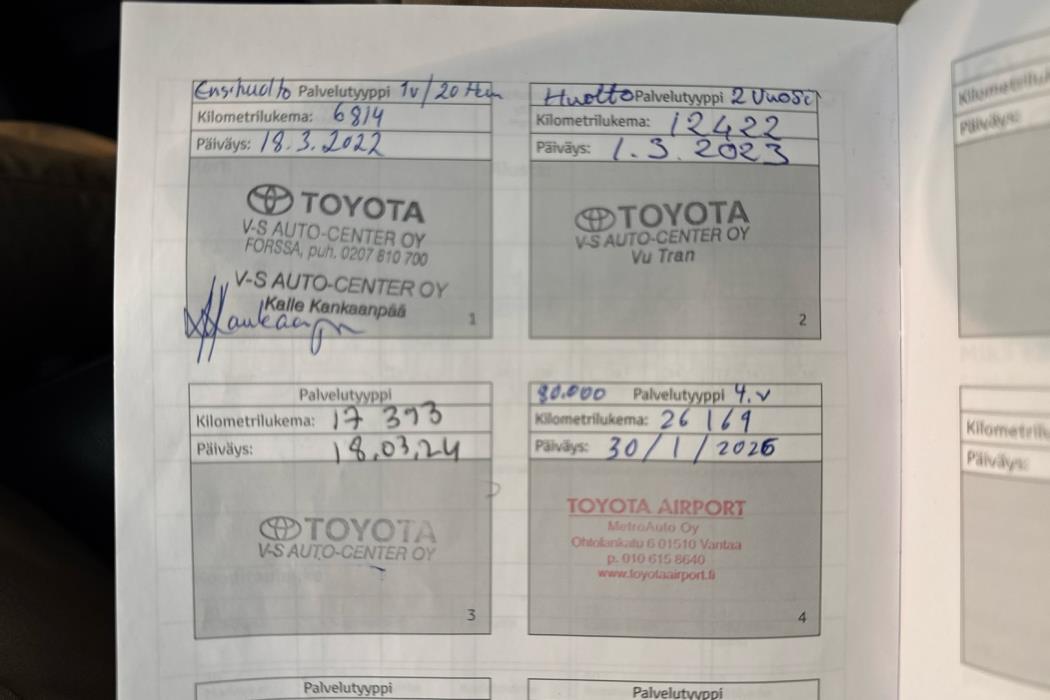 Ensihuolto Palvelutyyppi 1v/20 tkm
Kilometrilukema: 6814
Päiväys: 18.3.2022
TOYOTA
V-S AUTO-CENTER OY
FORSSA, puh. 0207 810 700
V-S AUTO-CENTER OY
Kalle Kankaanpää
1
Huolto Palvelutyyppi 2 Vuosi
Kilometrilukema: 12422
Päiväys: 1.3.2023
TOYOTA
V-S AUTO-CENTER OY
Vu Tran
2
Palvelutyyppi
Kilometrilukema: 17 393
Päiväys: 18.03.24
TOYOTA
V-S AUTO-CENTER OY
3
80.000 Palvelutyyppi 4.v
Kilometrilukema: 26 169
Päiväys: 30/1/2026
TOYOTA AIRPORT
MetroAuto Oy
Ohtolankatu 6 01510 Vantaa
p. 010 615 8640
www.toyotaairport.fi
4
Palvelutyyppi
Palvelutyyppi
Päiväys:
Päiväys: